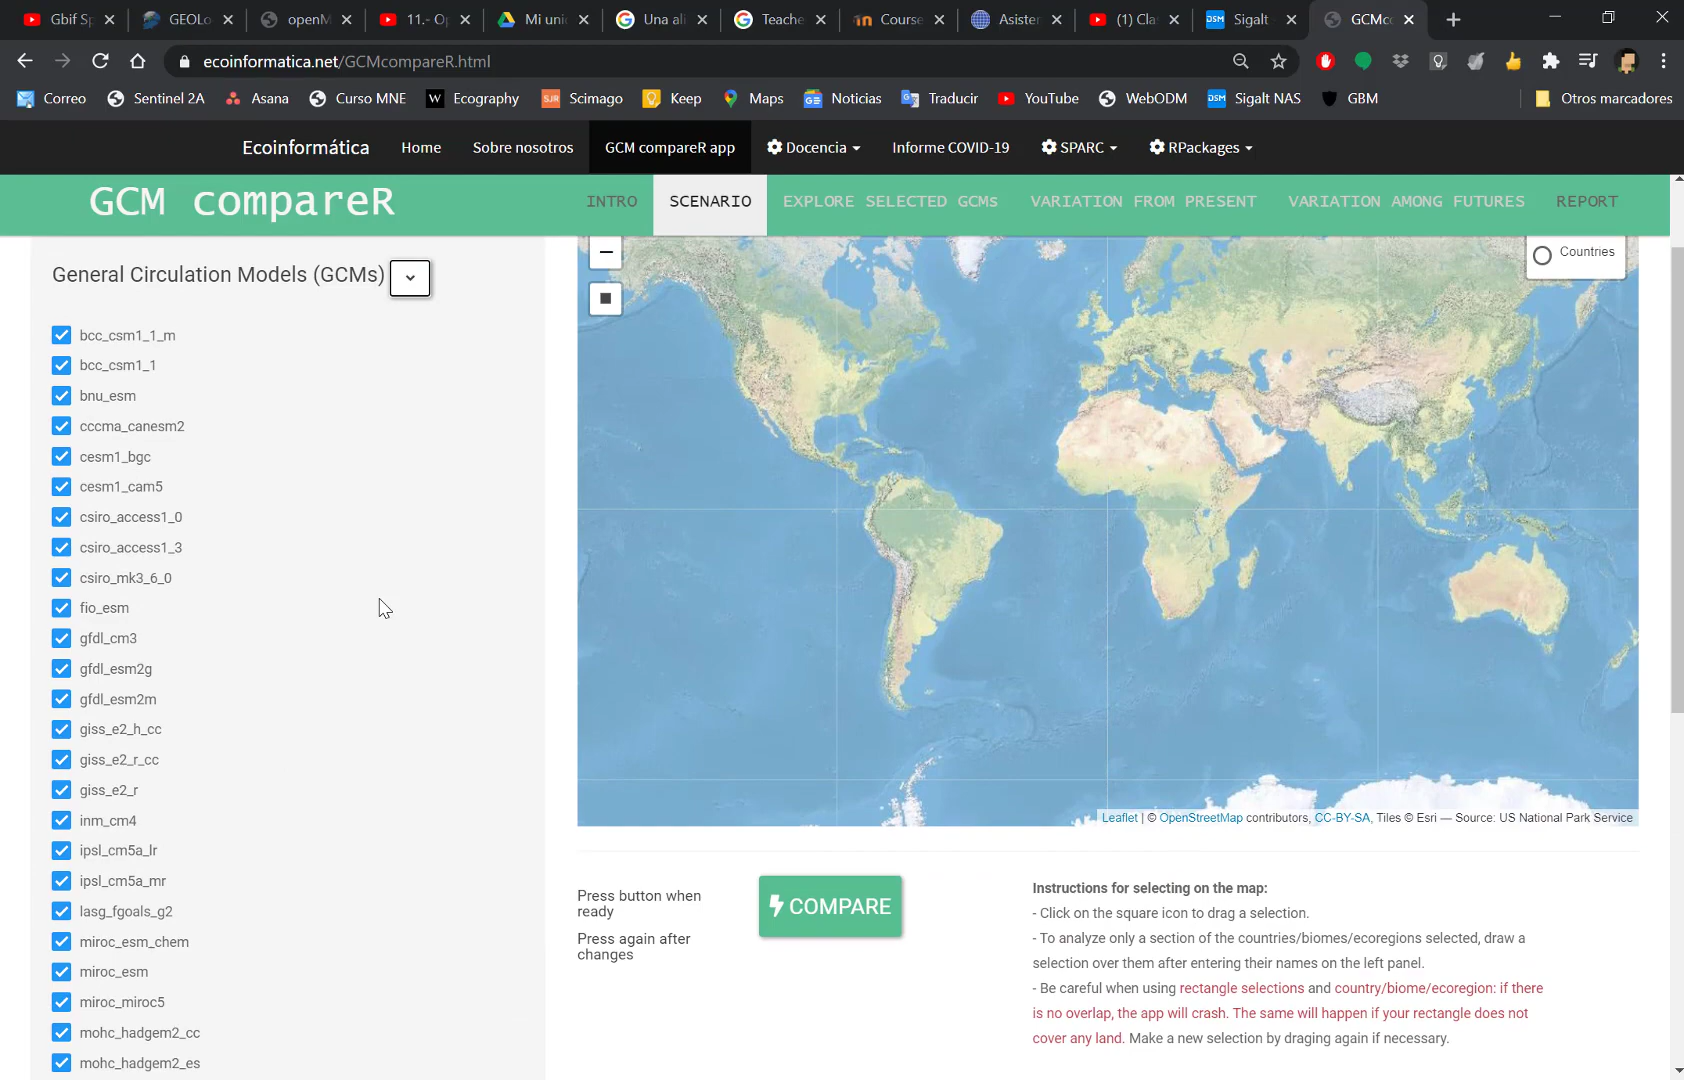 Gbif S
GEOLo
openM
11.- Op
Mi unid
Una ali
Teache
Course
Asisten
(1) Cla
Sigalt -
GCMco
ecoinformatica.net/GCMcompareR.html
Correo
Sentinel 2A
Asana
Curso MNE
Ecography
Scimago
Keep
Maps
Noticias
Traducir
YouTube
WebODM
Sigalt NAS
GBM
Otros marcadores
Ecoinformática
Home
Sobre nosotros
GCM compareR app
Docencia
Informe COVID-19
SPARC
RPackages
GCM compareR
INTRO
SCENARIO
EXPLORE SELECTED GCMs
VARIATION FROM PRESENT
VARIATION AMONG FUTURES
REPORT
General Circulation Models (GCMs)
bcc_csm1_1_m
bcc_csm1_1
bnu_esm
cccma_canesm2
cesm1_bgc
cesm1_cam5
csiro_access1_0
csiro_access1_3
csiro_mk3_6_0
fio_esm
gfdl_cm3
gfdl_esm2g
gfdl_esm2m
giss_e2_h_cc
giss_e2_r_cc
giss_e2_r
inm_cm4
ipsl_cm5a_lr
ipsl_cm5a_mr
lasg_fgoals_g2
miroc_esm_chem
miroc_esm
miroc_miroc5
mohc_hadgem2_cc
mohc_hadgem2_es
Countries
Leaflet | © OpenStreetMap contributors, CC-BY-SA, Tiles © Esri — Source: US National Park Service
Press button when
ready
Press again after
changes
COMPARE
Instructions for selecting on the map:
- Click on the square icon to drag a selection.
- To analyze only a section of the countries/biomes/ecoregions selected, draw a
selection over them after entering their names on the left panel.
- Be careful when using rectangle selections and country/biome/ecoregion: if there
is no overlap, the app will crash. The same will happen if your rectangle does not
cover any land. Make a new selection by draging again if necessary.